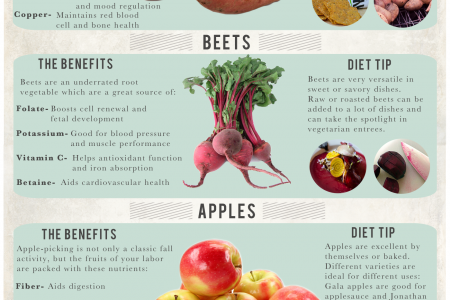 and mood regulation
Copper- Maintains red blood
cell and bone health
BEETS
THE BENEFITS
Beets are an underrated root
vegetable which are a great source of:
Folate- Boosts cell renewal and
fetal development
Potassium- Good for blood pressure
and muscle performance
Vitamin C- Helps antioxidant function
and iron absorption
Betaine- Aids cardiovascular health
DIET TIP
Beets are very versatile in
sweet or savory dishes.
Raw or roasted beets can be
added to a lot of dishes and
can take the spotlight in
vegetarian entrees.
APPLES
THE BENEFITS
Apple-picking is not only a classic fall
activity, but the fruits of your labor
are packed with these nutrients:
Fiber- Aids digestion
DIET TIP
Apples are excellent by
themselves or baked.
Different varieties are
ideal for different uses:
Gala apples are good for
applesauce and Jonathan